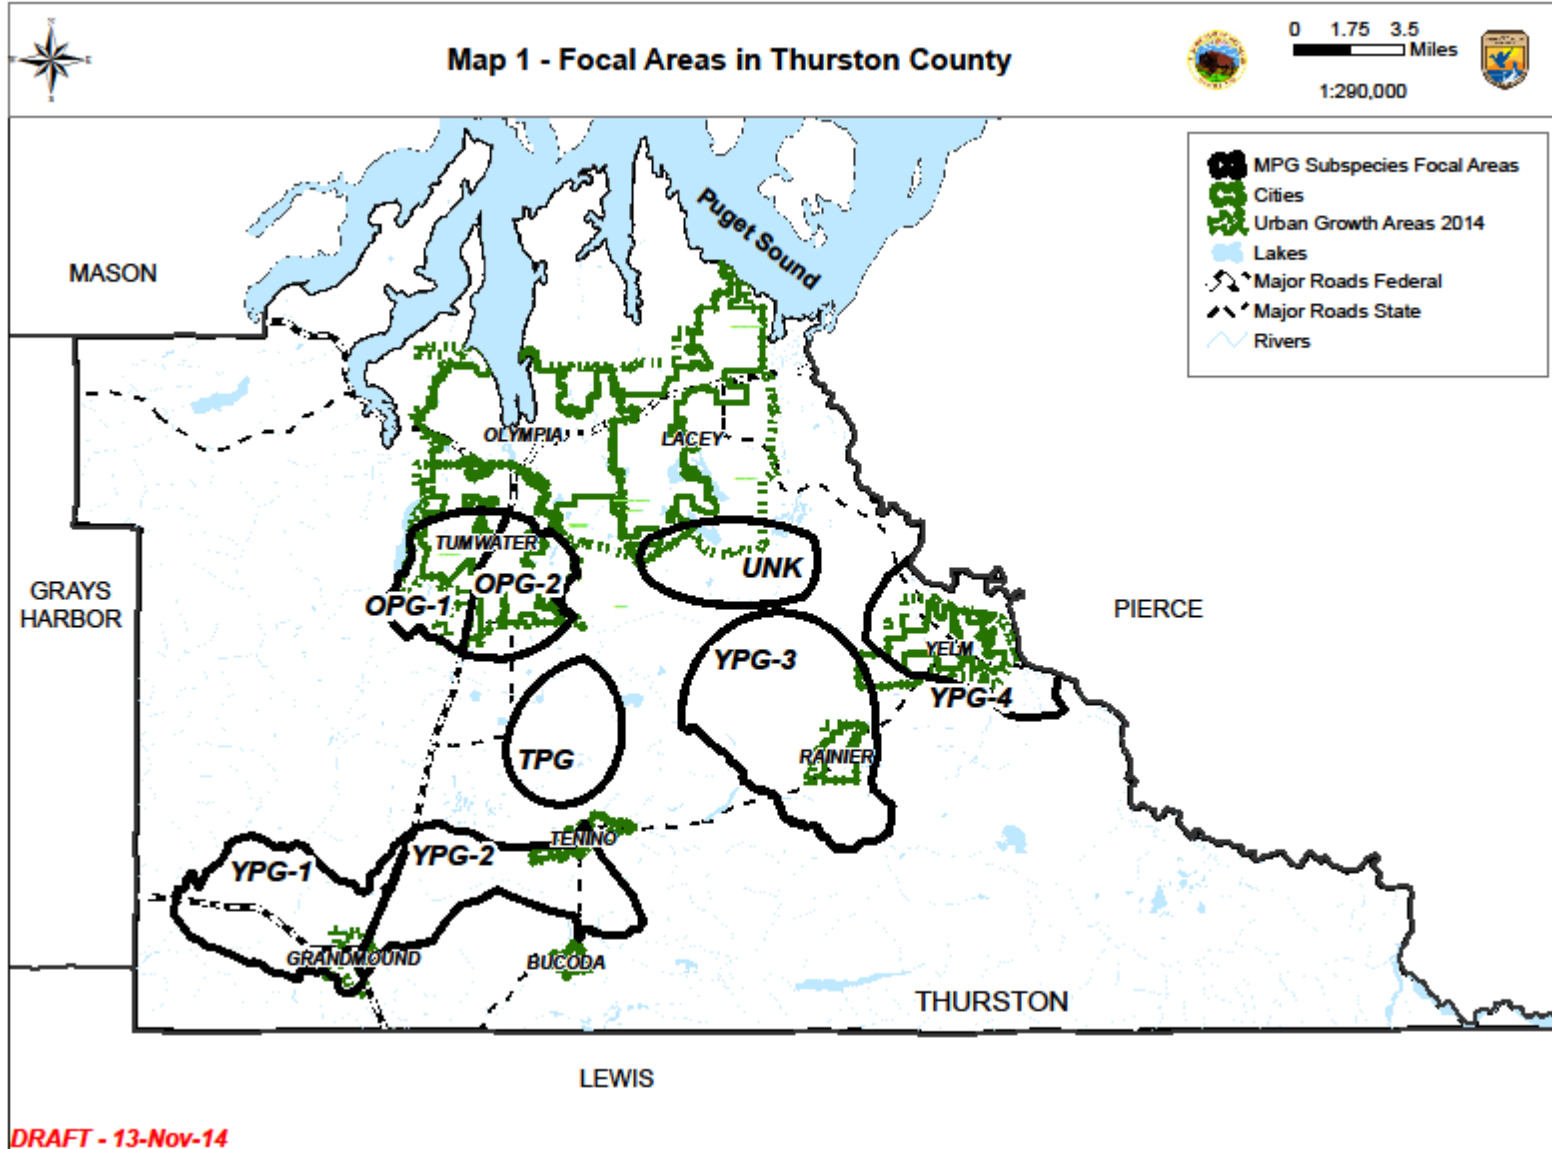 Map 1 - Focal Areas in Thurston County
0 1.75 3.5
Miles
1:290,000
MPG Subspecies Focal Areas
Cities
Urban Growth Areas 2014
Lakes
Major Roads Federal
Major Roads State
Rivers
Puget Sound
MASON
OLYMPIA
LACEY
TUMWATER
UNK
OPG-2
OPG-1
GRAYS
HARBOR
PIERCE
YELM
YPG-3
YPG-4
TPG
RAINIER
TENINO
YPG-2
YPG-1
GRANDMOUND
BUCODA
THURSTON
LEWIS
DRAFT - 13-Nov-14